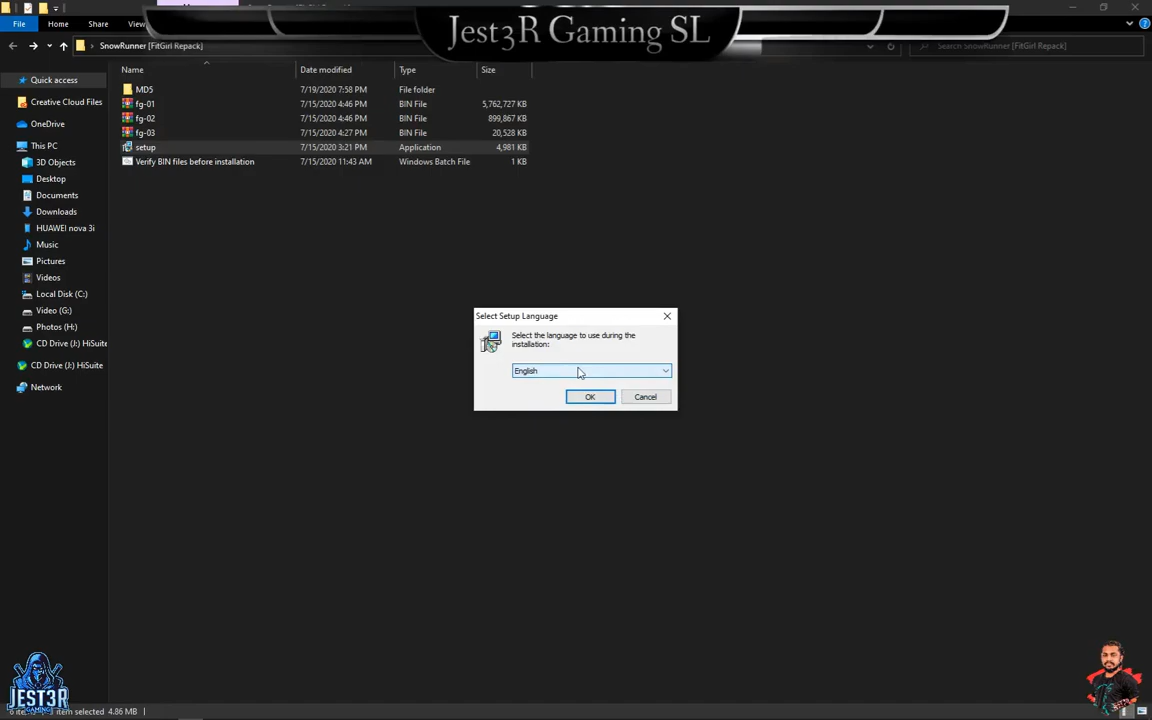 Jest3R Gaming SL
File
Home
Share
SnowRunner [FitGirl Repack]
Search SnowRunner [FitGirl Repack]
Name
Date modified
Type
Size
Quick access
Creative Cloud Files
OneDrive
This PC
3D Objects
Desktop
Documents
Downloads
HUAWEI nova 3i
Music
Pictures
Videos
Local Disk (C:)
Video (G:)
Photos (H:)
CD Drive (J:) HiSuite
CD Drive (J:) HiSuite
Network
MD5 7/19/2020 7:58 PM File folder
fg-01 7/15/2020 4:46 PM BIN File 5,762,727 KB
fg-02 7/15/2020 4:46 PM BIN File 899,867 KB
fg-03 7/15/2020 4:27 PM BIN File 20,528 KB
setup 7/15/2020 3:21 PM Application 4,981 KB
Verify BIN files before installation 7/15/2020 11:43 AM Windows Batch File 1 KB
Select Setup Language
Select the language to use during the
installation:
English
OK
Cancel
JEST3R
GAMING
item selected 4.86 MB